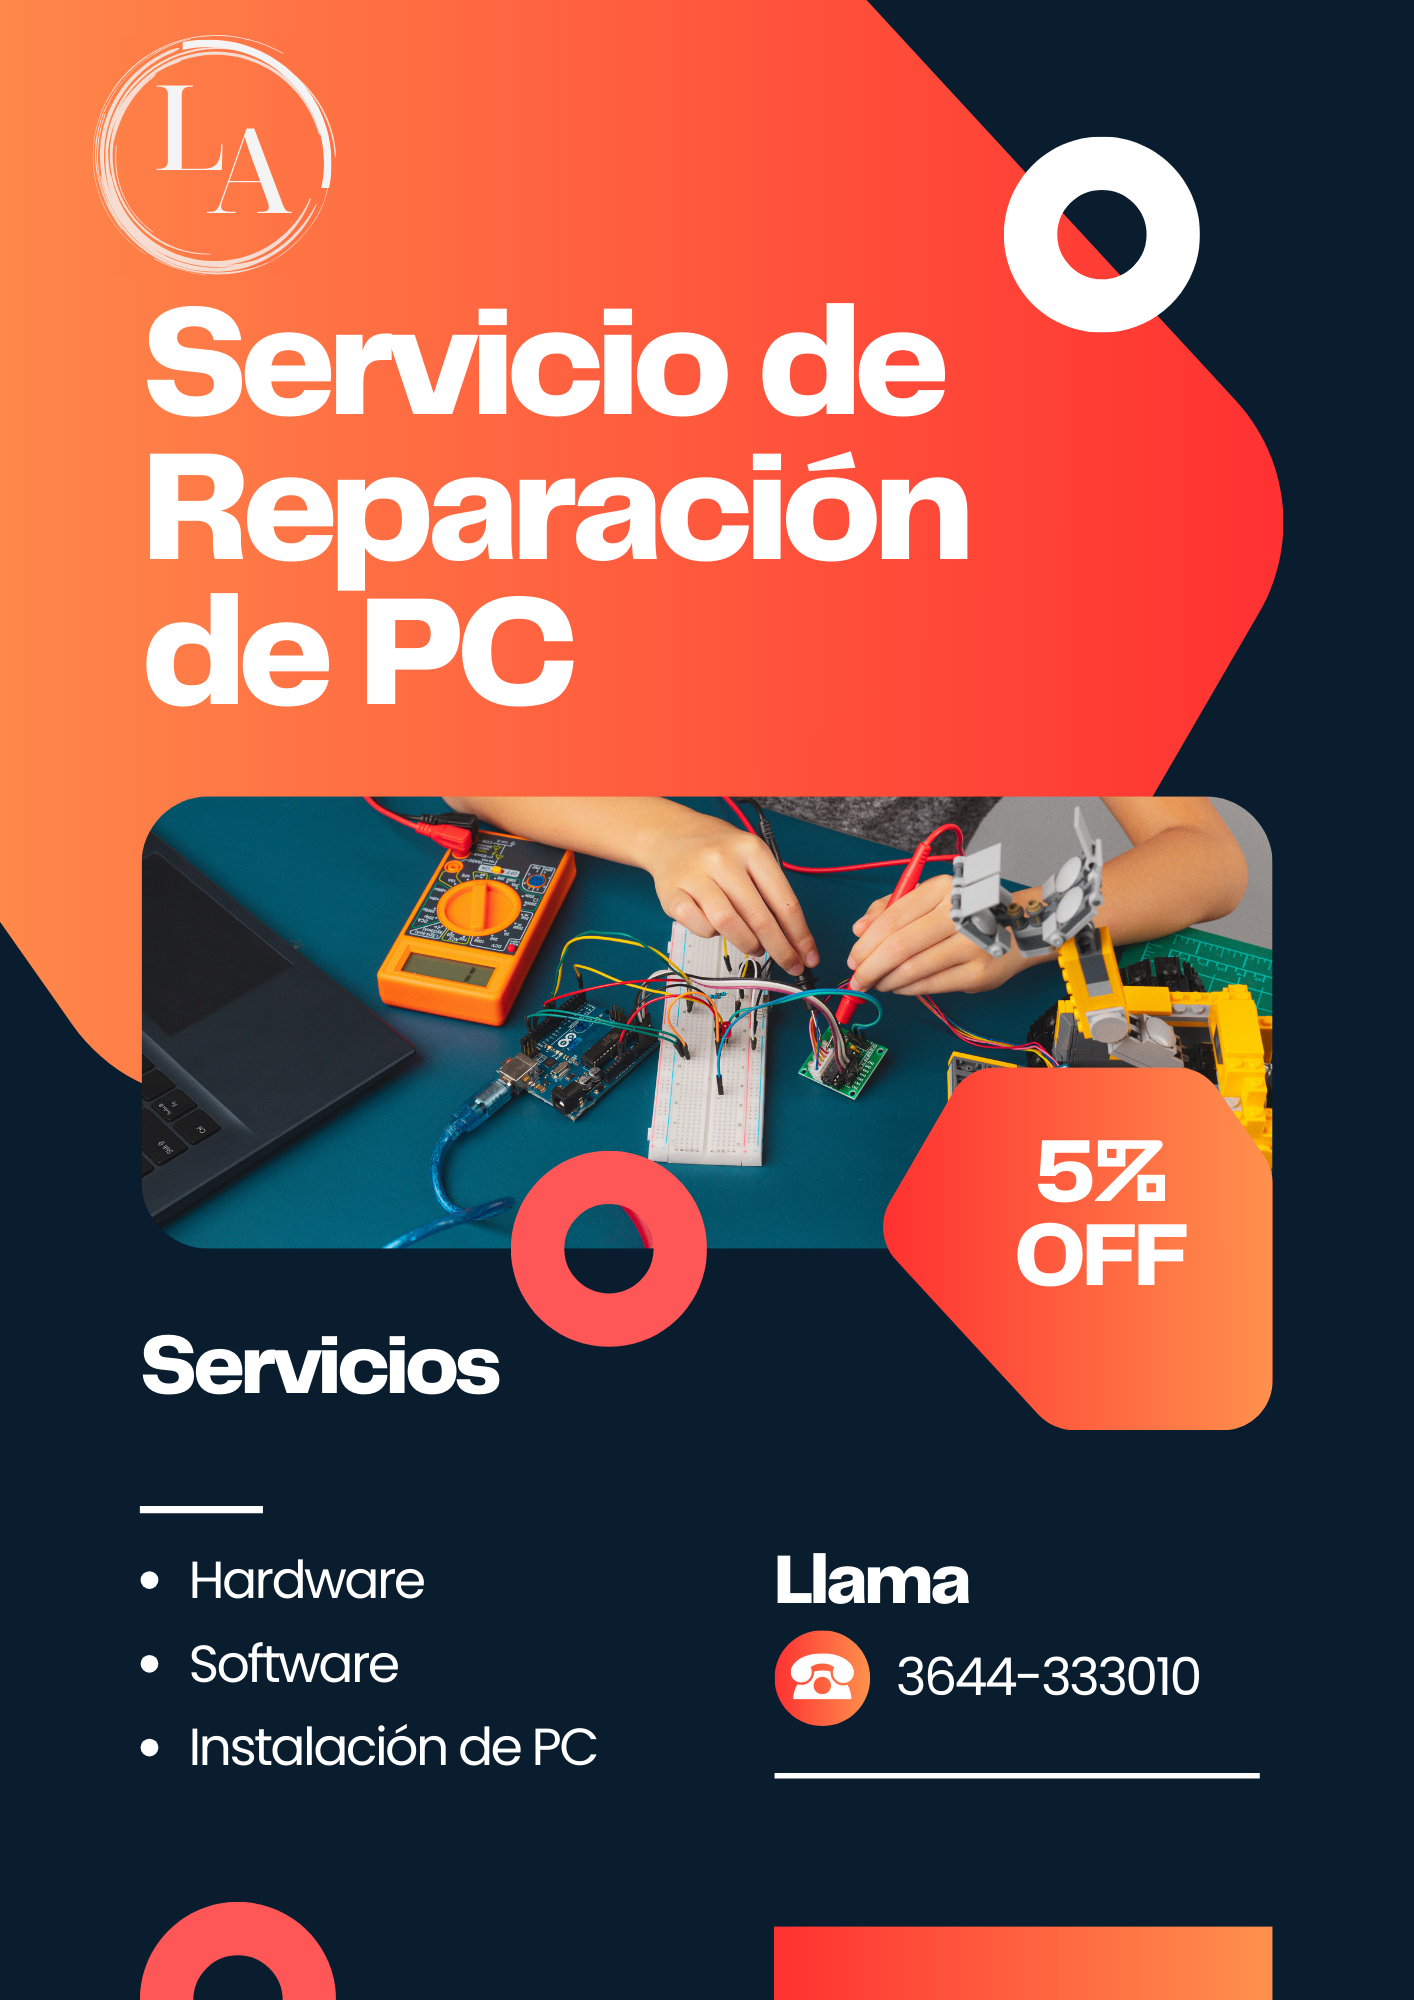 LA
Servicio de
Reparación
de PC
5%
OFF
Servicios
Hardware
Software
Instalación de PC
Llama
3644-333010